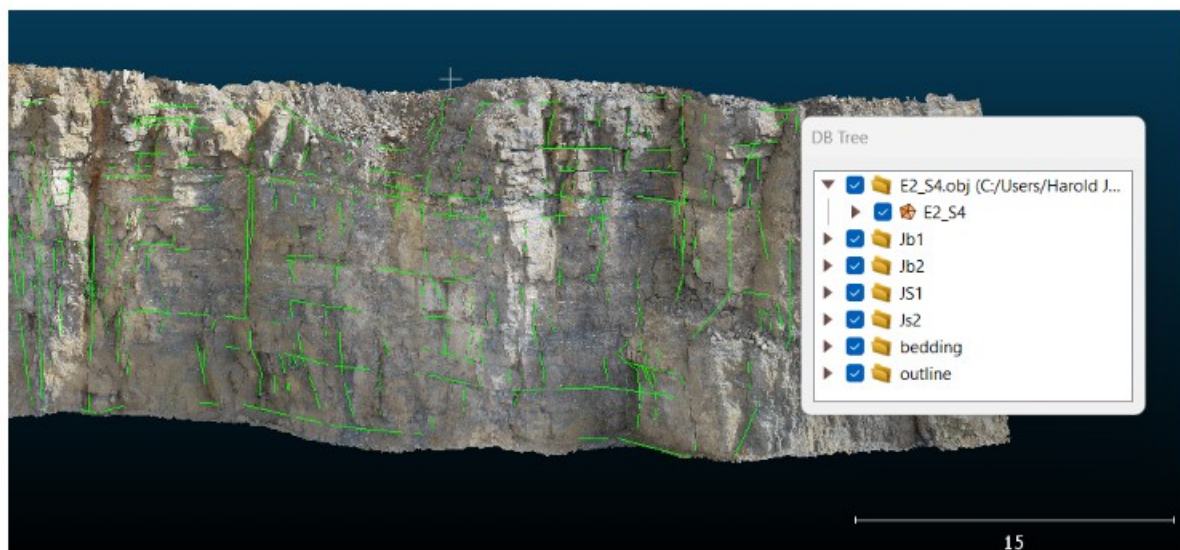 DB Tree
E2_S4.obj (C:/Users/Harold J...
E2_S4
Jb1
Jb2
JS1
Js2
bedding
outline
15